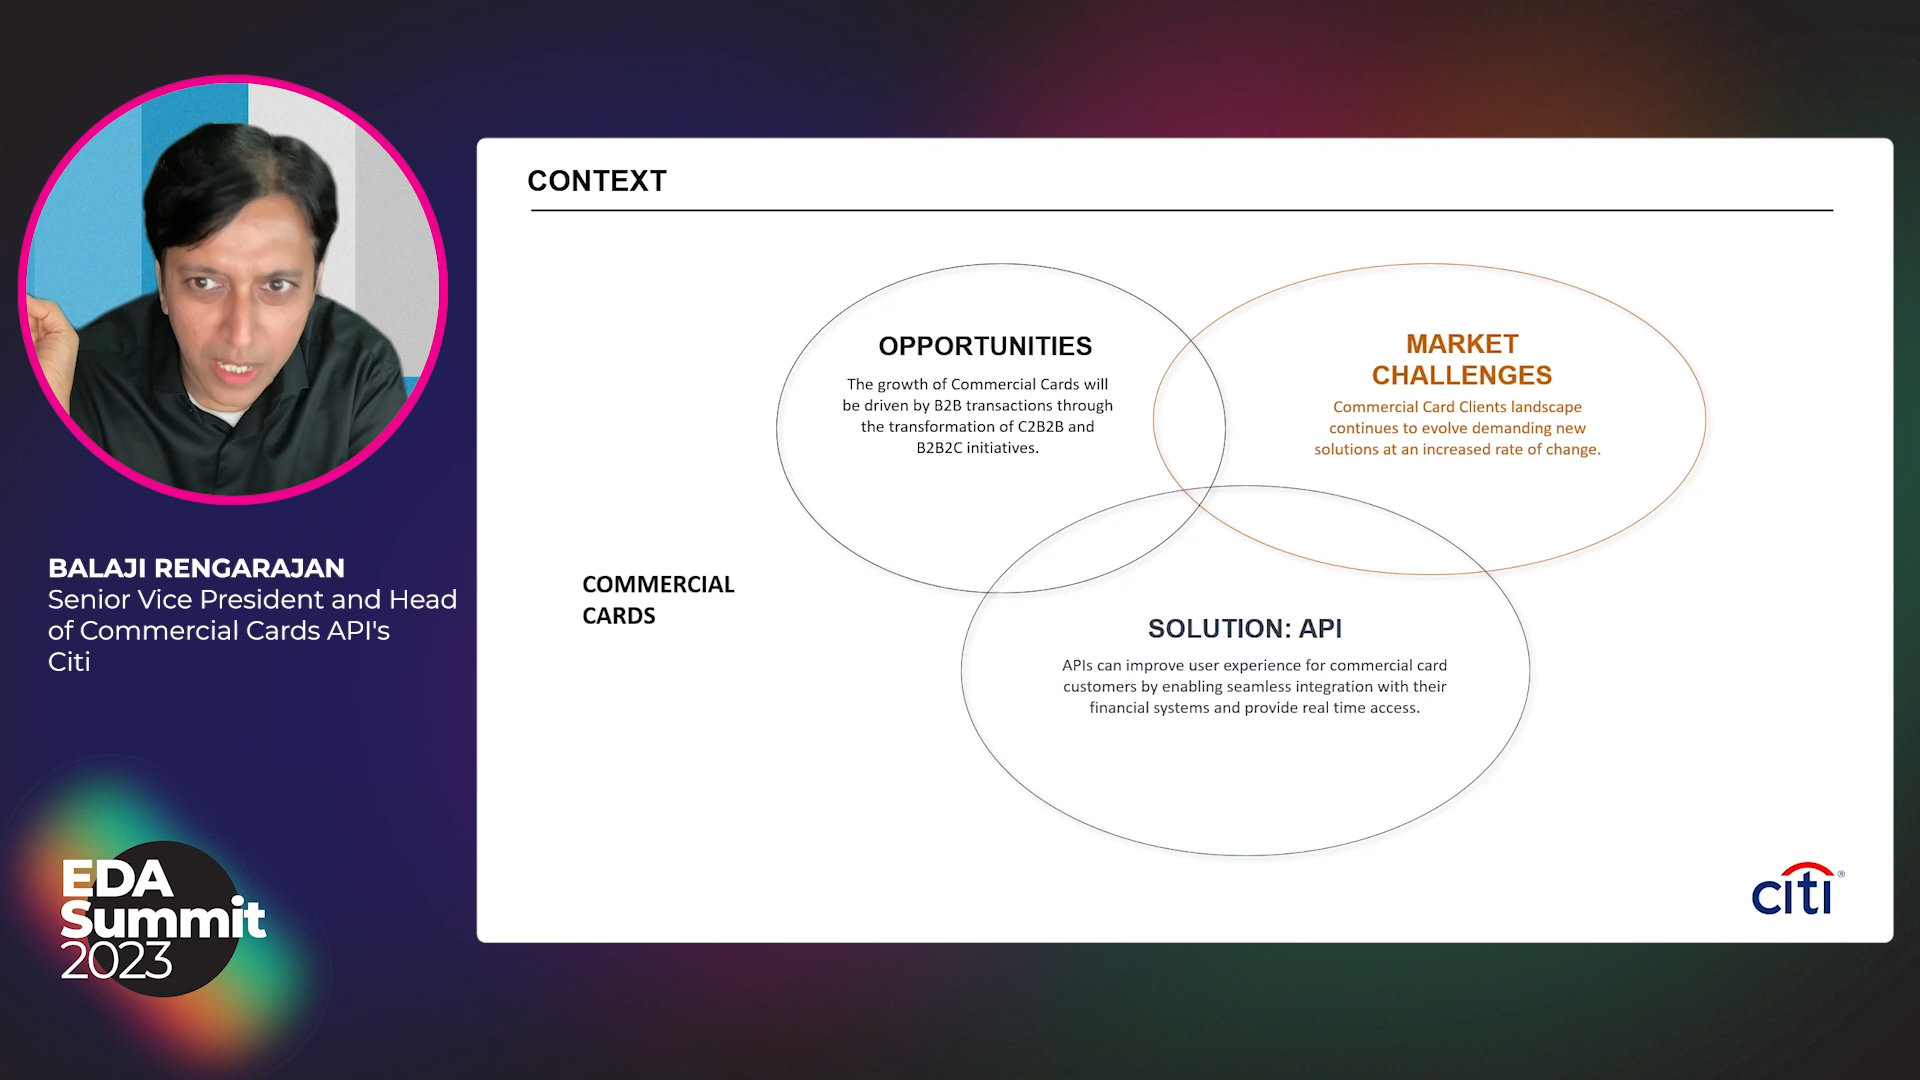 BALAJI RENGARAJAN
Senior Vice President and Head
of Commercial Cards API's
Citi
EDA
Summit
2023
CONTEXT
OPPORTUNITIES
The growth of Commercial Cards will
be driven by B2B transactions through
the transformation of C2B2B and
B2B2C initiatives.
MARKET
CHALLENGES
Commercial Card Clients landscape
continues to evolve demanding new
solutions at an increased rate of change.
COMMERCIAL
CARDS
SOLUTION: API
APIs can improve user experience for commercial card
customers by enabling seamless integration with their
financial systems and provide real time access.
citi®